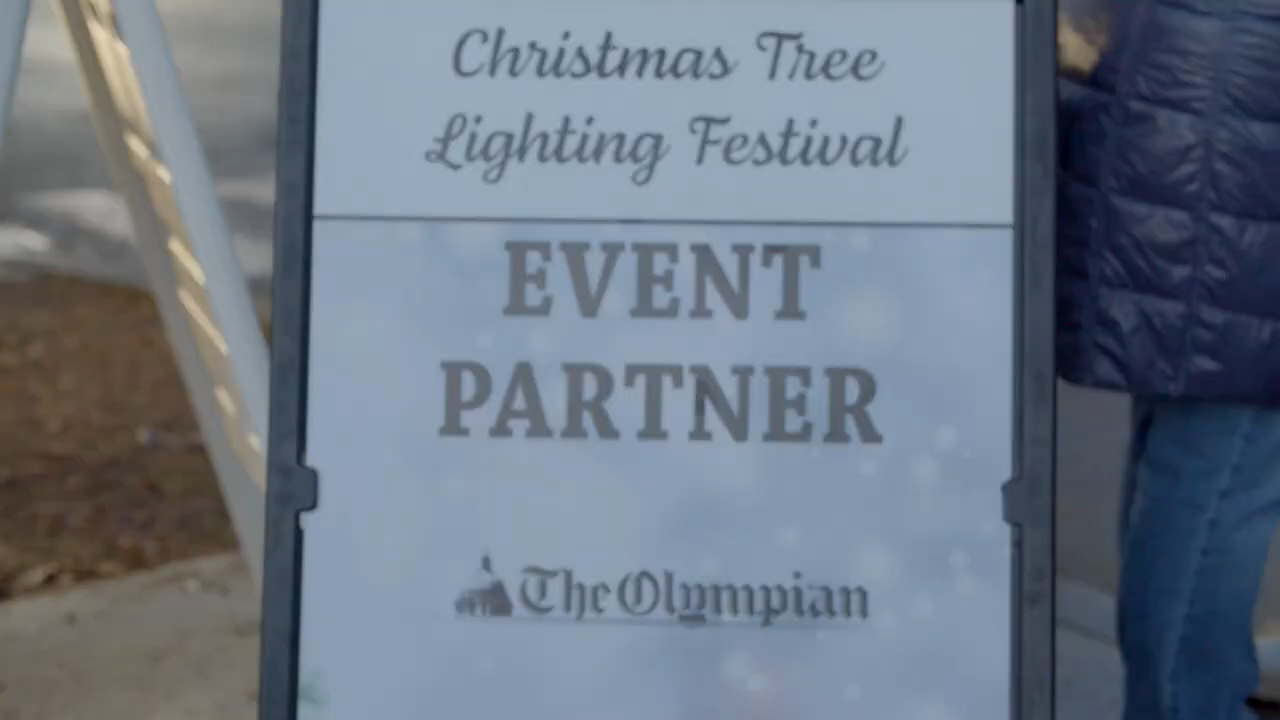 Christmas Tree
Lighting Festival
EVENT
PARTNER
The Olympian